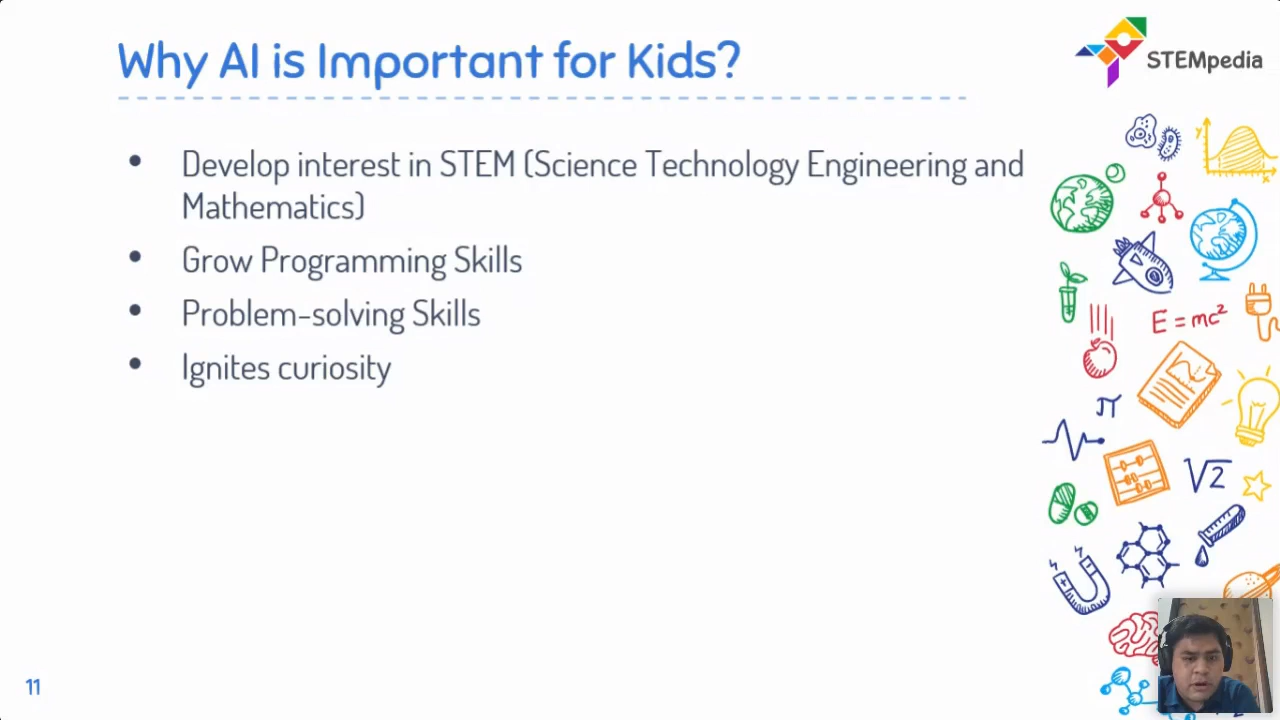 Why AI is Important for Kids?
STEMpedia
• Develop interest in STEM (Science Technology Engineering and
Mathematics)
• Grow Programming Skills
• Problem-solving Skills
• Ignites curiosity
y
x
E = mc²
π
√2
11